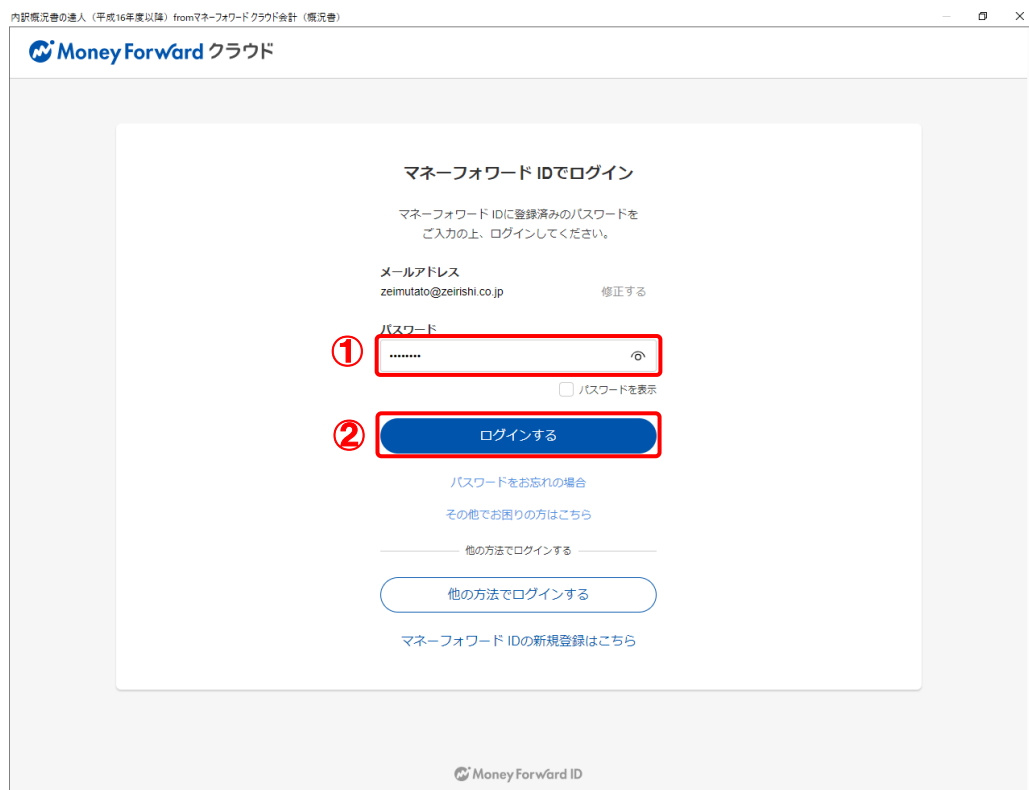 内訳概況書の達人（平成16年度以降）fromマネーフォワードクラウド会計（概況書）
Money Forward クラウド
マネーフォワード IDでログイン
マネーフォワード IDに登録済みのパスワードを
ご入力の上、ログインしてください。
メールアドレス
zeimutato@zeirishi.co.jp 修正する
パスワード
① ••••••••
パスワードを表示
② ログインする
パスワードをお忘れの場合
その他でお困りの方はこちら
他の方法でログインする
他の方法でログインする
マネーフォワード IDの新規登録はこちら
Money Forward ID